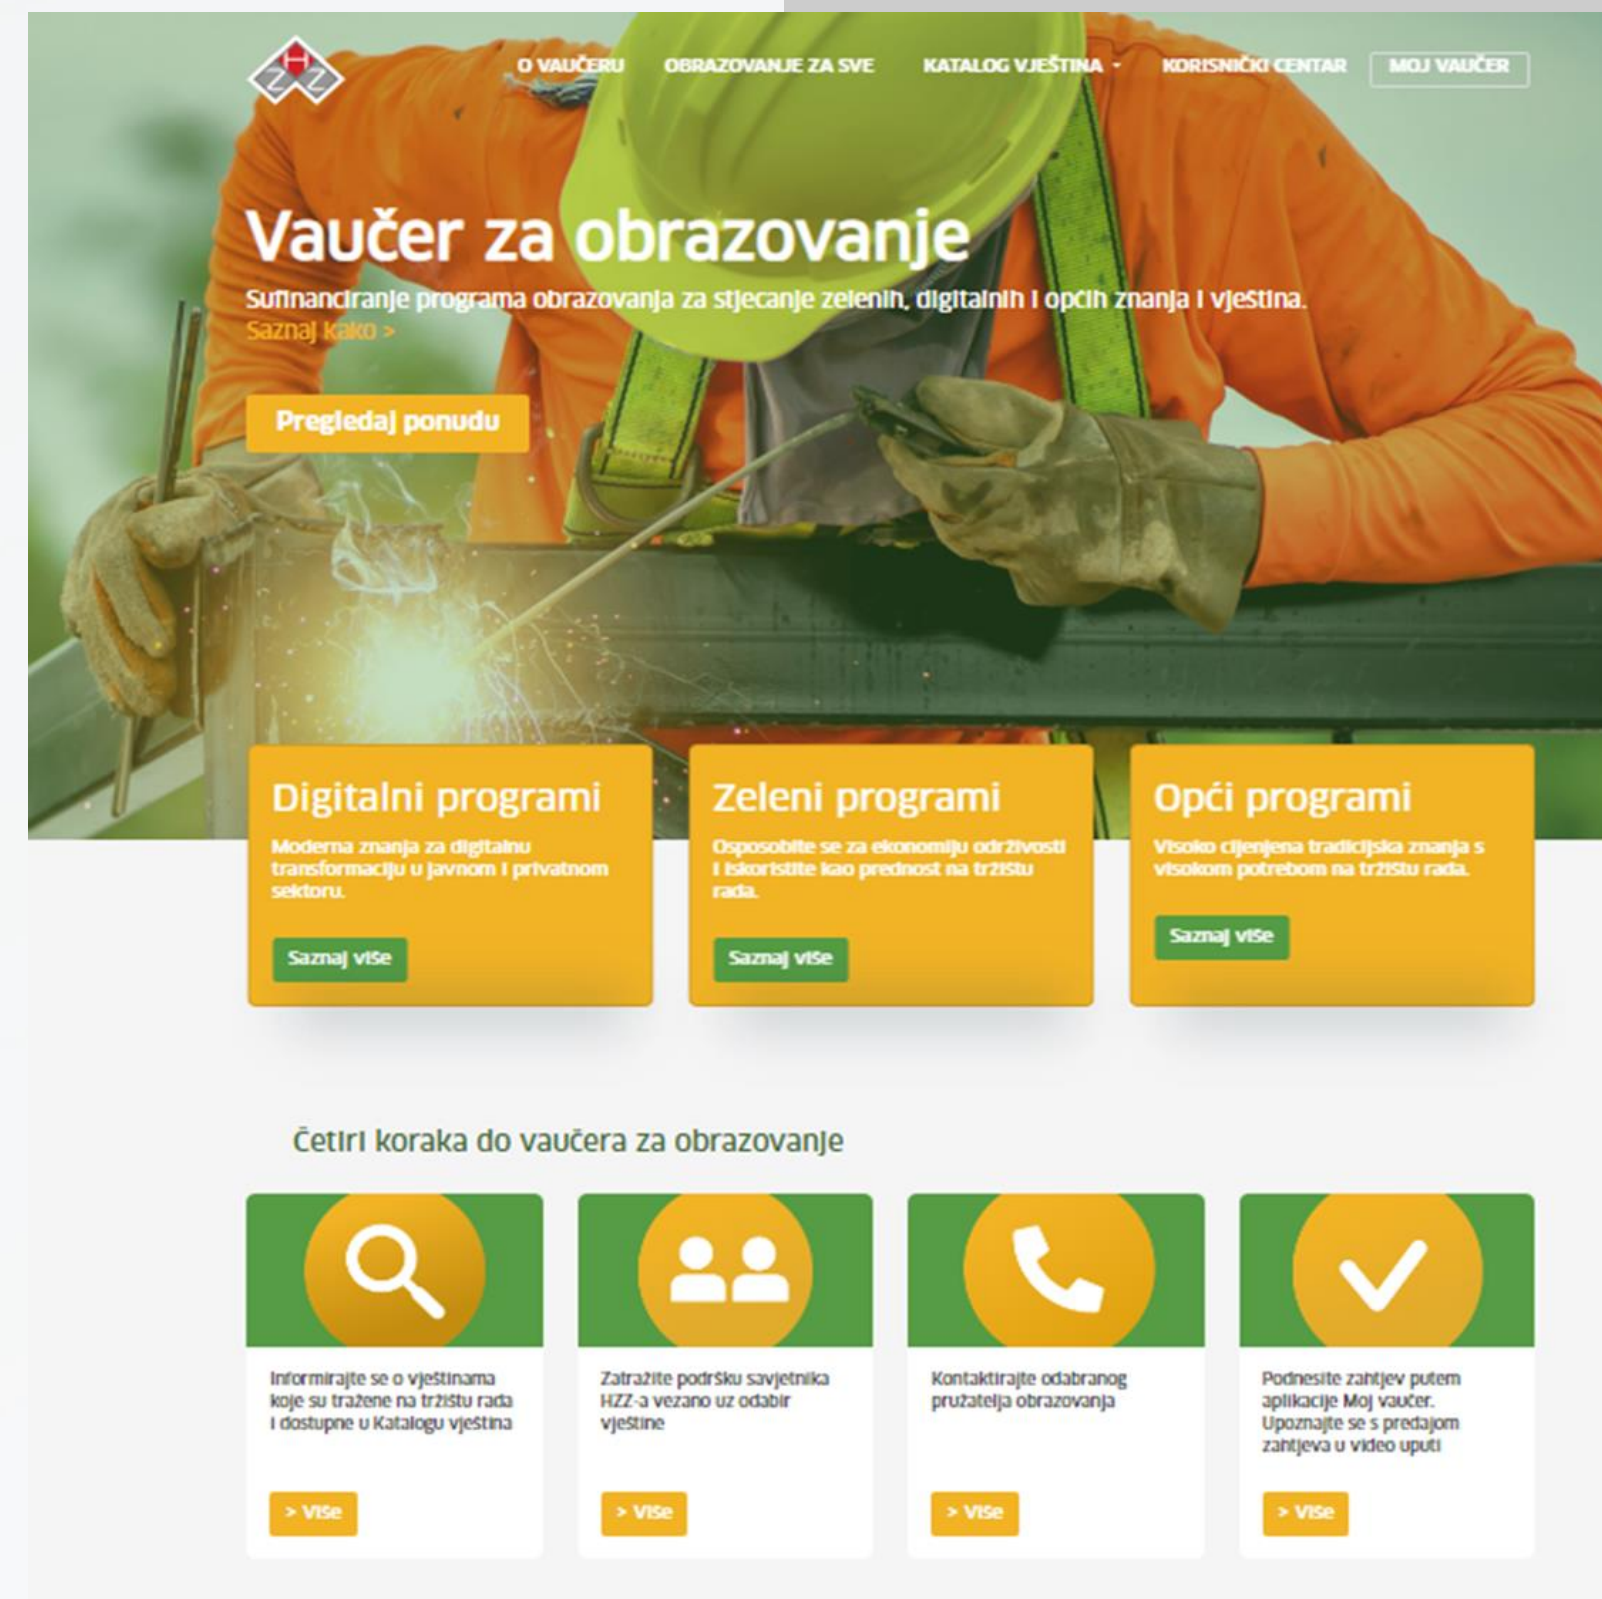 HZZ
O VAUČERU OBRAZOVANJE ZA SVE KATALOG VJEŠTINA KORISNIČKI CENTAR MOJ VAUČER
Vaučer za obrazovanje
Sufinanciranje programa obrazovanja za stjecanje zelenih, digitalnih i općih znanja i vještina.
Saznaj kako >
Pregledaj ponudu
Digitalni programi
Moderna znanja za digitalnu
transformaciju u javnom i privatnom
sektoru.
Saznaj više
Zeleni programi
Osposobite se za ekonomiju održivosti
i iskoristite kao prednost na tržištu
rada.
Saznaj više
Opći programi
Visoko cijenjena tradicijska znanja s
visokom potrebom na tržištu rada.
Saznaj više
Četiri koraka do vaučera za obrazovanje
Informirajte se o vještinama
koje su tražene na tržištu rada
i dostupne u Katalogu vještina
> Više
Zatražite podršku savjetnika
HZZ-a vezano uz odabir
vještine
> Više
Kontaktirajte odabranog
pružatelja obrazovanja
> Više
Podnesite zahtjev putem
aplikacije Moj vaučer.
Upoznajte se s predajom
zahtjeva u video uputi
> Više